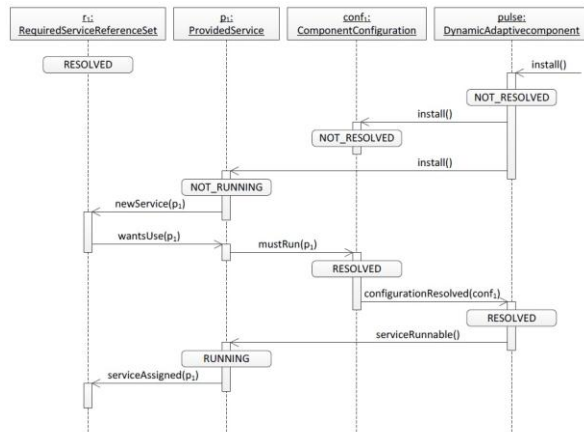 r₁:
RequiredServiceReferenceSet
p₁:
ProvidedService
conf₁:
ComponentConfiguration
pulse:
DynamicAdaptivecomponent
RESOLVED
install()
NOT_RESOLVED
install()
NOT_RESOLVED
install()
NOT_RUNNING
newService(p₁)
wantsUse(p₁)
mustRun(p₁)
RESOLVED
configurationResolved(conf₁)
RESOLVED
serviceRunnable()
RUNNING
serviceAssigned(p₁)